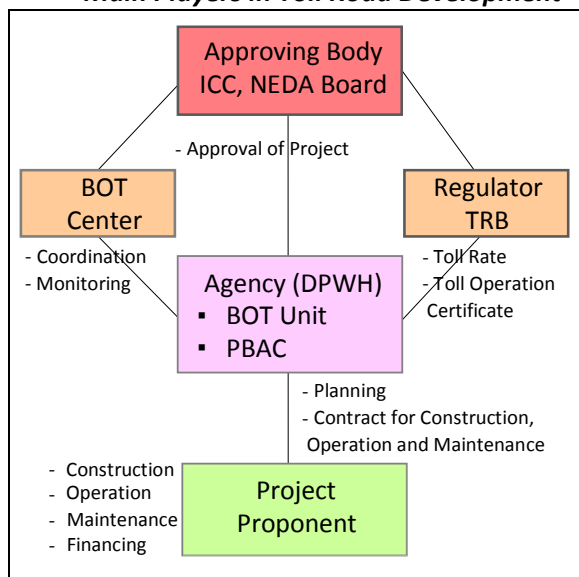 Main Players in Toll Road Development
Approving Body
ICC, NEDA Board
- Approval of Project
BOT
Center
Regulator
TRB
- Coordination
- Monitoring
- Toll Rate
- Toll Operation
Certificate
Agency (DPWH)
▪ BOT Unit
▪ PBAC
- Planning
- Contract for Construction,
Operation and Maintenance
- Construction
- Operation
- Maintenance
- Financing
Project
Proponent